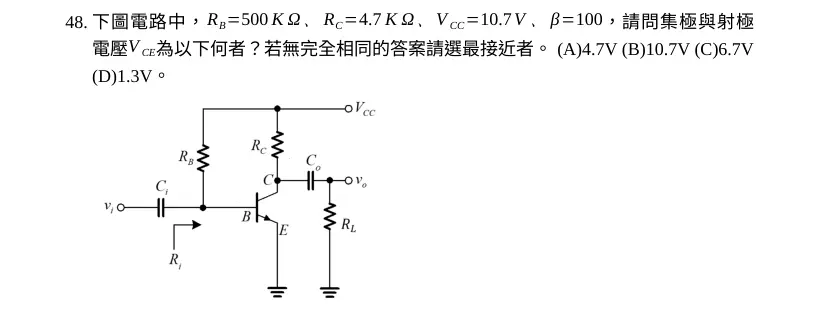 48. 下圖電路中，R_B=500 K Ω、 R_C=4.7 K Ω、 V_CC=10.7 V 、 β=100，請問集極與射極
電壓V_CE為以下何者？若無完全相同的答案請選最接近者。 (A)4.7V (B)10.7V (C)6.7V
(D)1.3V。
V_CC
R_C
R_B
C_o
C
v_o
C_i
v_i
B
E
R_L
R_i